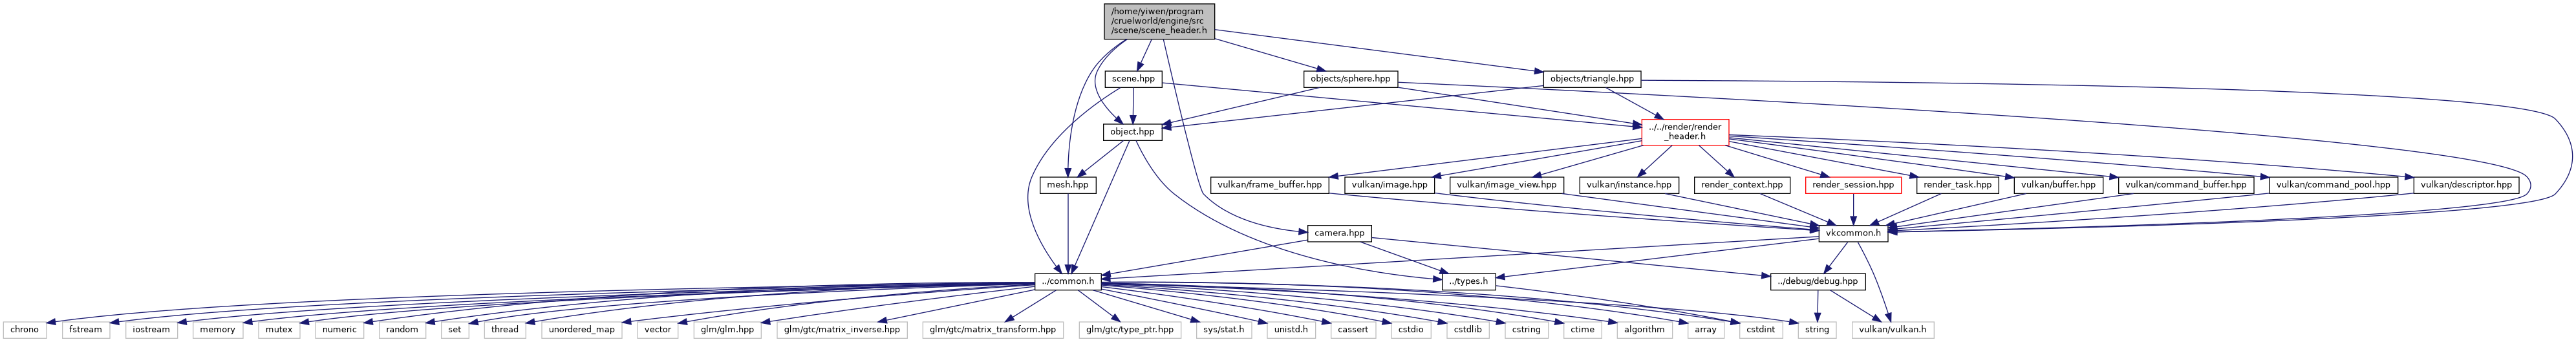 /home/yiwen/program
/cruelworld/engine/src
/scene/scene_header.h
scene.hpp
objects/sphere.hpp
objects/triangle.hpp
object.hpp
../../render/render
_header.h
mesh.hpp
vulkan/frame_buffer.hpp
vulkan/image.hpp
vulkan/image_view.hpp
vulkan/instance.hpp
render_context.hpp
render_session.hpp
render_task.hpp
vulkan/buffer.hpp
vulkan/command_buffer.hpp
vulkan/command_pool.hpp
vulkan/descriptor.hpp
camera.hpp
vkcommon.h
../common.h
../types.h
../debug/debug.hpp
chrono
fstream
iostream
memory
mutex
numeric
random
set
thread
unordered_map
vector
glm/glm.hpp
glm/gtc/matrix_inverse.hpp
glm/gtc/matrix_transform.hpp
glm/gtc/type_ptr.hpp
sys/stat.h
unistd.h
cassert
cstdio
cstdlib
cstring
ctime
algorithm
array
cstdint
string
vulkan/vulkan.h